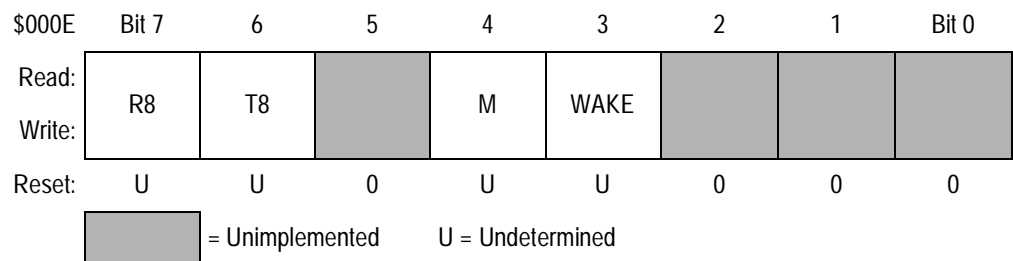 $000E Bit 7 6 5 4 3 2 1 Bit 0
Read:
R8 T8 M WAKE
Write:
Reset: U U 0 U U 0 0 0
= Unimplemented U = Undetermined